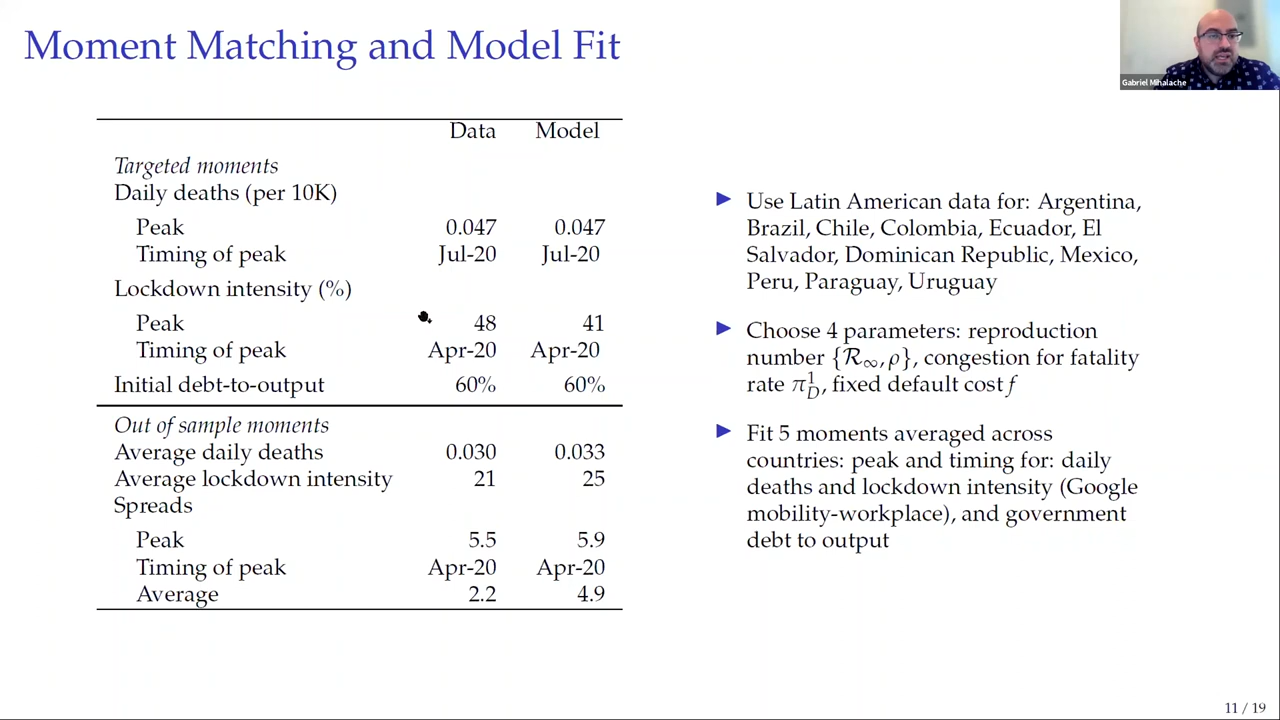 Moment Matching and Model Fit
Gabriel Mihalache
Data Model
Targeted moments
Daily deaths (per 10K)
Peak 0.047 0.047
Timing of peak Jul-20 Jul-20
Lockdown intensity (%)
Peak 48 41
Timing of peak Apr-20 Apr-20
Initial debt-to-output 60% 60%
Out of sample moments
Average daily deaths 0.030 0.033
Average lockdown intensity 21 25
Spreads
Peak 5.5 5.9
Timing of peak Apr-20 Apr-20
Average 2.2 4.9
▶ Use Latin American data for: Argentina,
Brazil, Chile, Colombia, Ecuador, El
Salvador, Dominican Republic, Mexico,
Peru, Paraguay, Uruguay
▶ Choose 4 parameters: reproduction
number {ℛ∞, ρ}, congestion for fatality
rate π_D^1, fixed default cost f
▶ Fit 5 moments averaged across
countries: peak and timing for: daily
deaths and lockdown intensity (Google
mobility-workplace), and government
debt to output
11 / 19